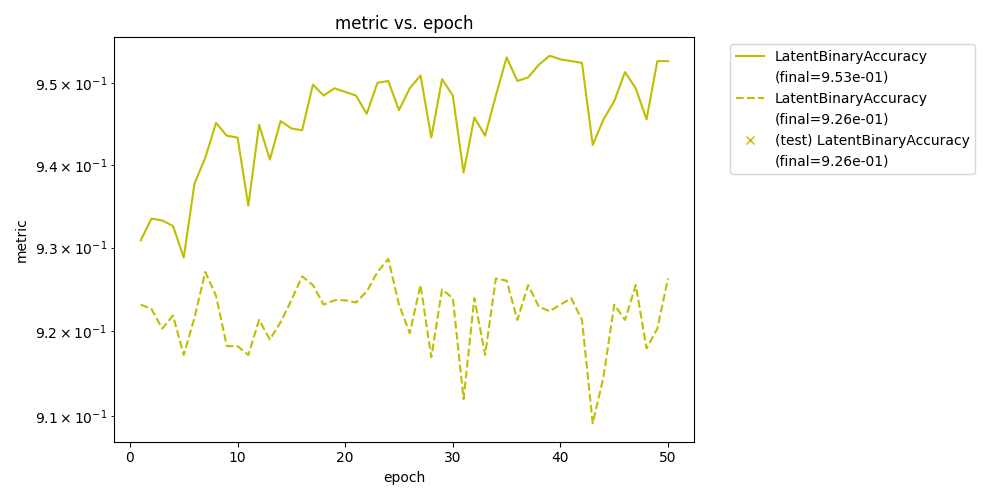 metric vs. epoch
metric
9.5 × 10⁻¹
9.4 × 10⁻¹
9.3 × 10⁻¹
9.2 × 10⁻¹
9.1 × 10⁻¹
0 10 20 30 40 50
epoch
LatentBinaryAccuracy
(final=9.53e-01)
LatentBinaryAccuracy
(final=9.26e-01)
(test) LatentBinaryAccuracy
(final=9.26e-01)